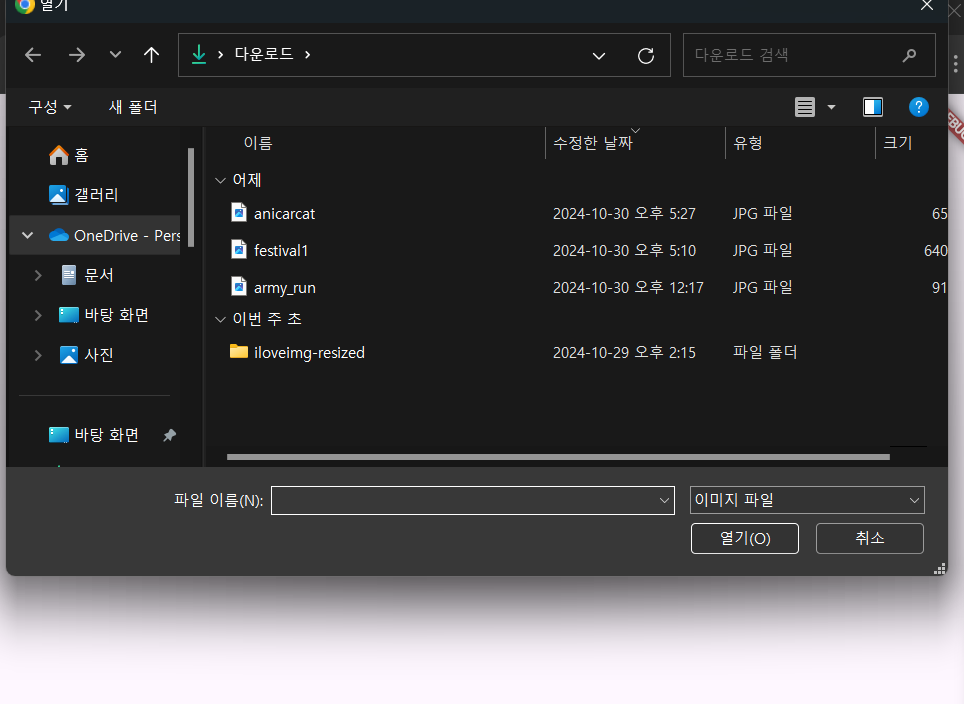 열기
다운로드
다운로드 검색
구성
새 폴더
홈
갤러리
OneDrive - Pers
문서
바탕 화면
사진
바탕 화면
이름 수정한 날짜 유형 크기
어제
anicarcat 2024-10-30 오후 5:27 JPG 파일 65
festival1 2024-10-30 오후 5:10 JPG 파일 640
army_run 2024-10-30 오후 12:17 JPG 파일 91
이번 주 초
iloveimg-resized 2024-10-29 오후 2:15 파일 폴더
파일 이름(N):
이미지 파일
열기(O)
취소